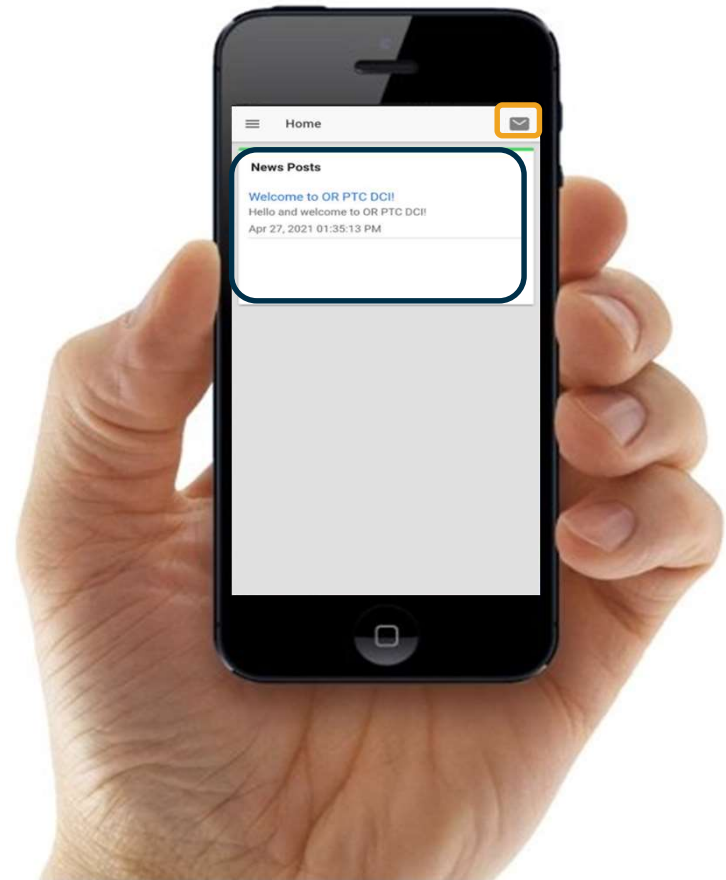 Home
News Posts
Welcome to OR PTC DCI!
Hello and welcome to OR PTC DCI!
Apr 27, 2021 01:35:13 PM